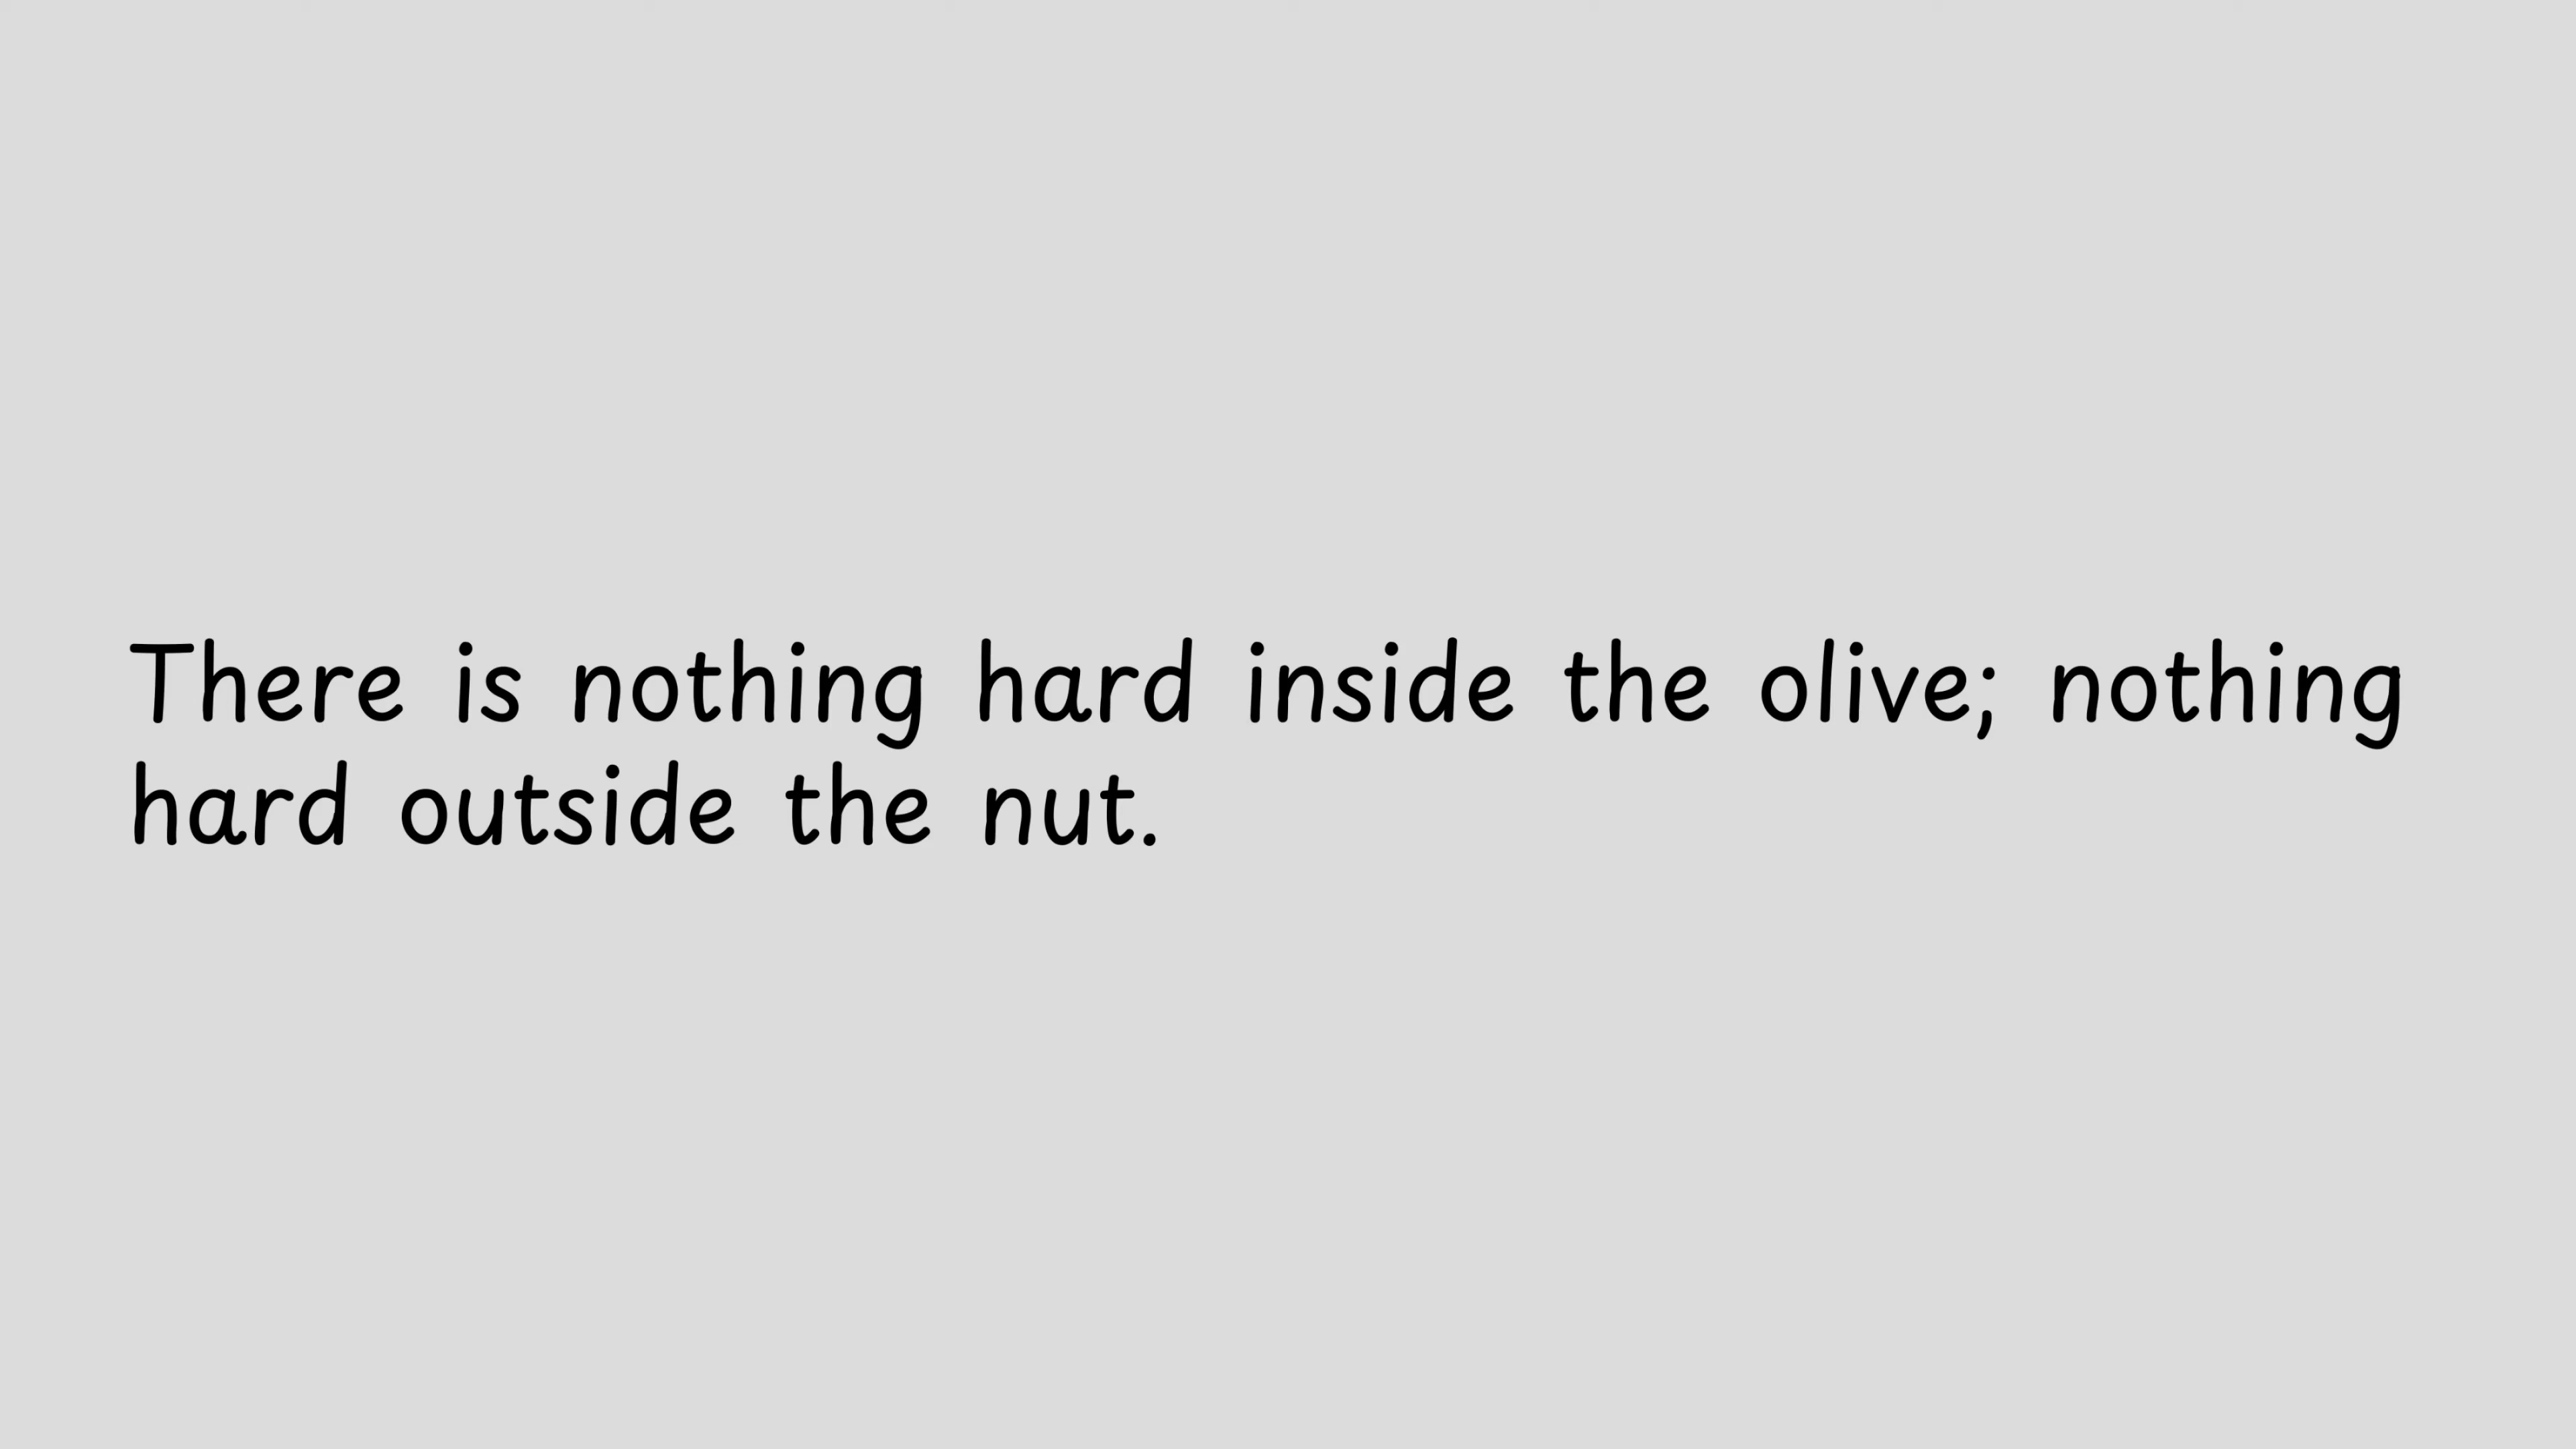 There is nothing hard inside the olive; nothing
hard outside the nut.